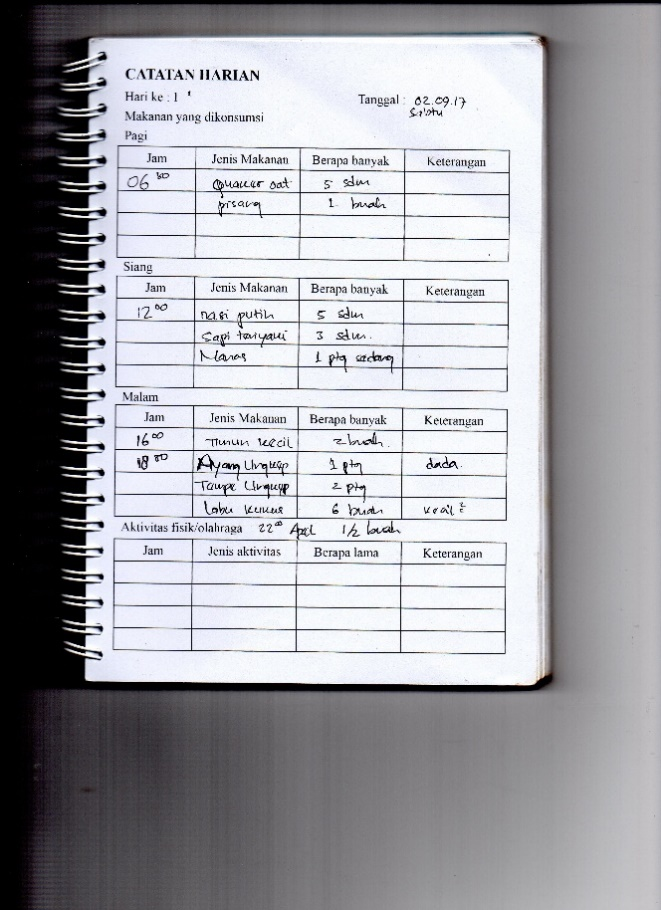 CATATAN HARIAN
Hari ke : 1
Tanggal : 02.09.17
Sabtu
Makanan yang dikonsumsi
Pagi
Jam Jenis Makanan Berapa banyak Keterangan
06 30 Quaker oat 5 sdm
pisang 1 buah
Siang
Jam Jenis Makanan Berapa banyak Keterangan
12 00 nasi putih 5 sdm
Sapi teriyaki 3 sdm.
Nanas 1 ptg sedang
Malam
Jam Jenis Makanan Berapa banyak Keterangan
16 00 Timun kecil 2 buah.
18 30 Ayam Ungkep 1 ptg dada.
Tempe Ungkep 2 ptg
Labu kukus 6 buah kecil2
Aktivitas fisik/olahraga 22 00 Apel 1/2 buah
Jam Jenis aktivitas Berapa lama Keterangan